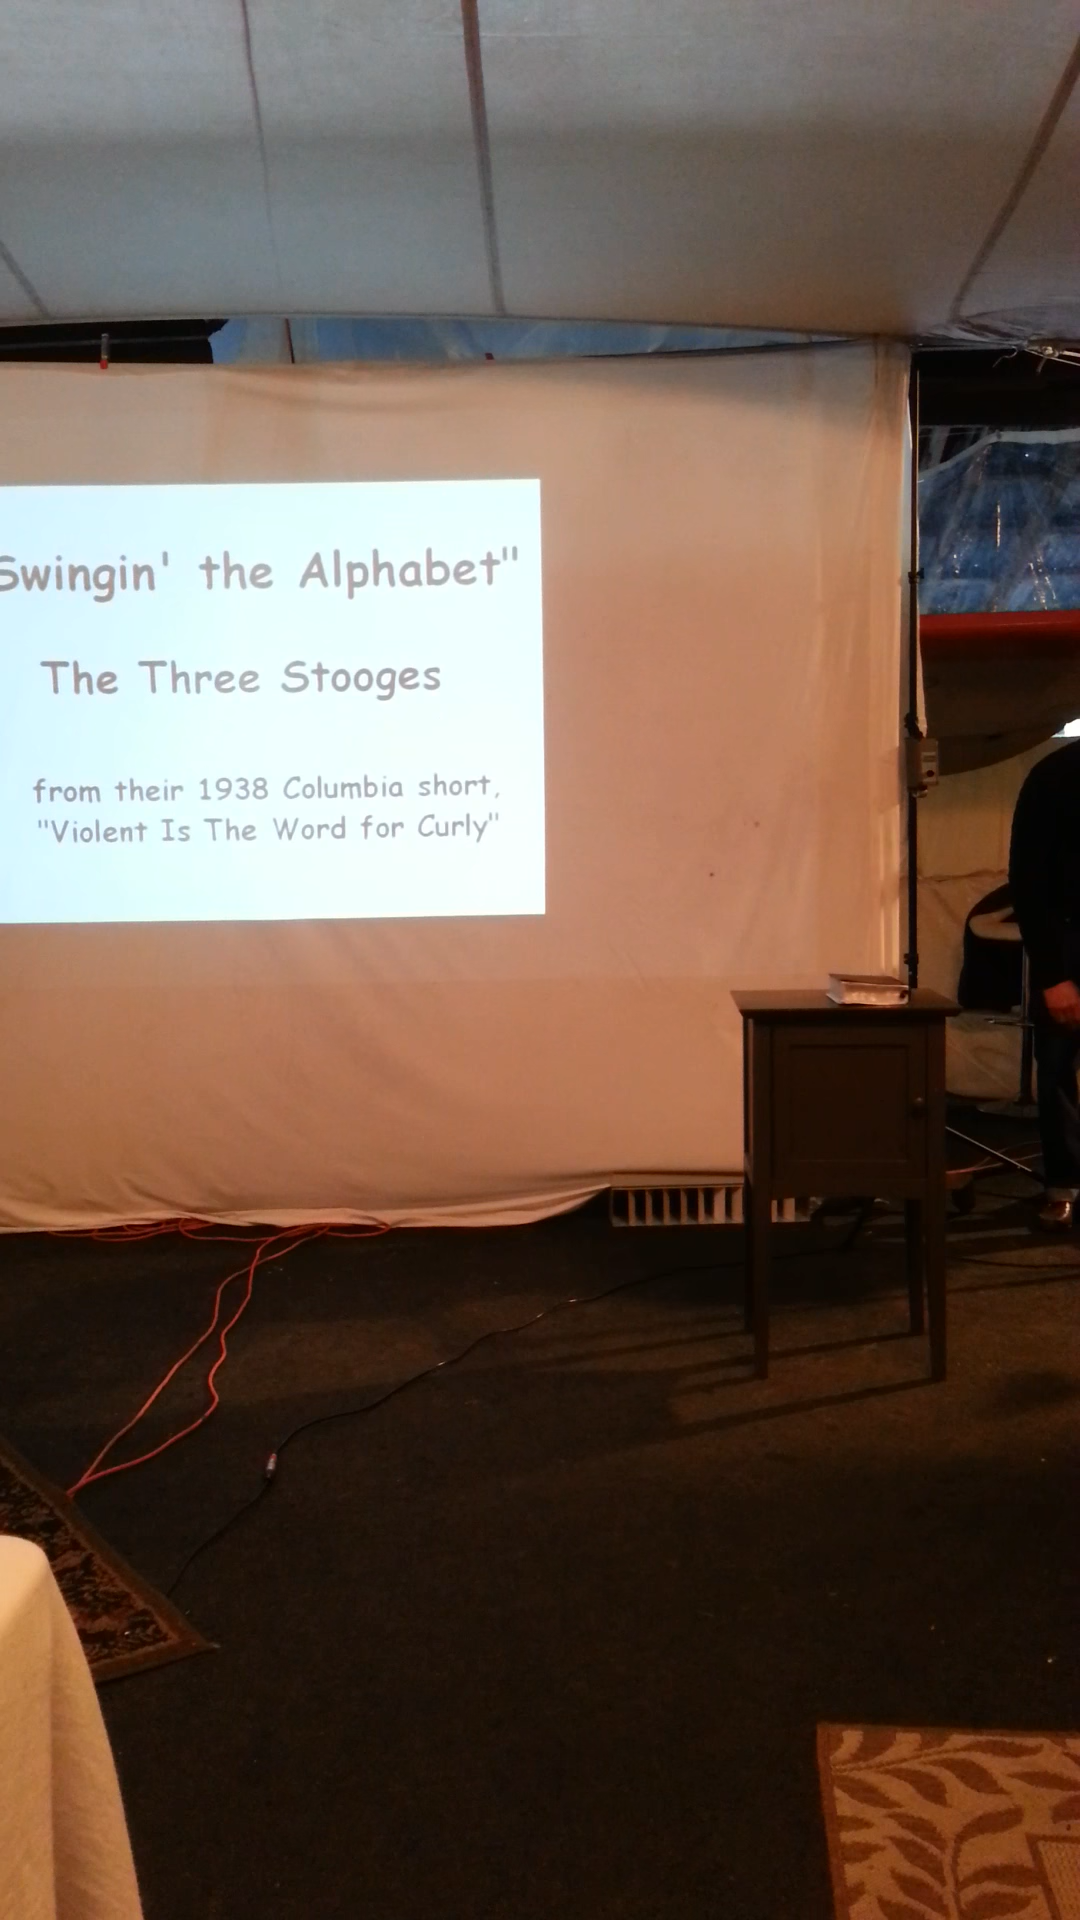 Swingin' the Alphabet"
The Three Stooges
from their 1938 Columbia short,
"Violent Is The Word for Curly"